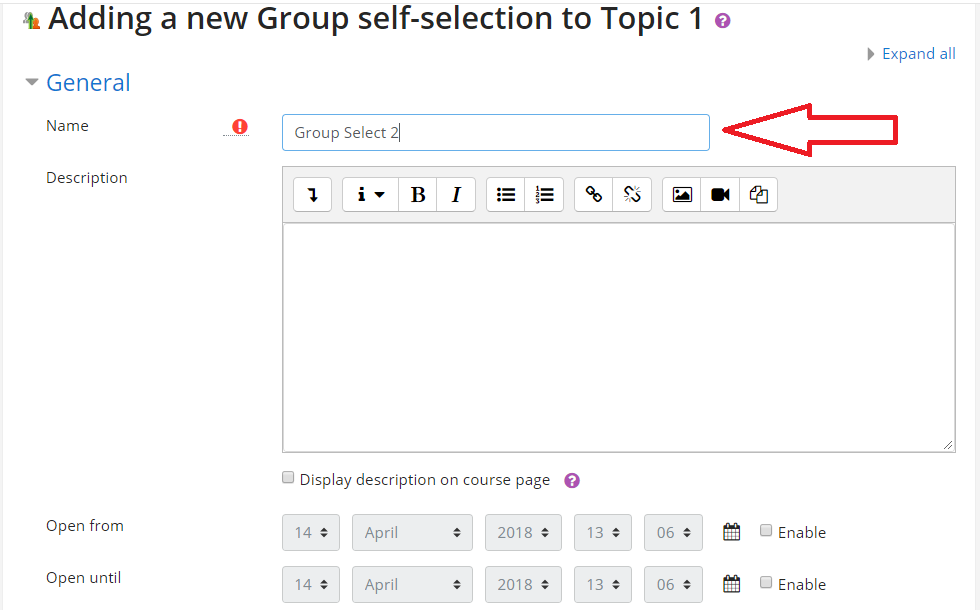 Adding a new Group self-selection to Topic 1
Expand all
General
Name
Group Select 2
Description
i B I
Display description on course page
Open from 14 April 2018 13 06 Enable
Open until 14 April 2018 13 06 Enable